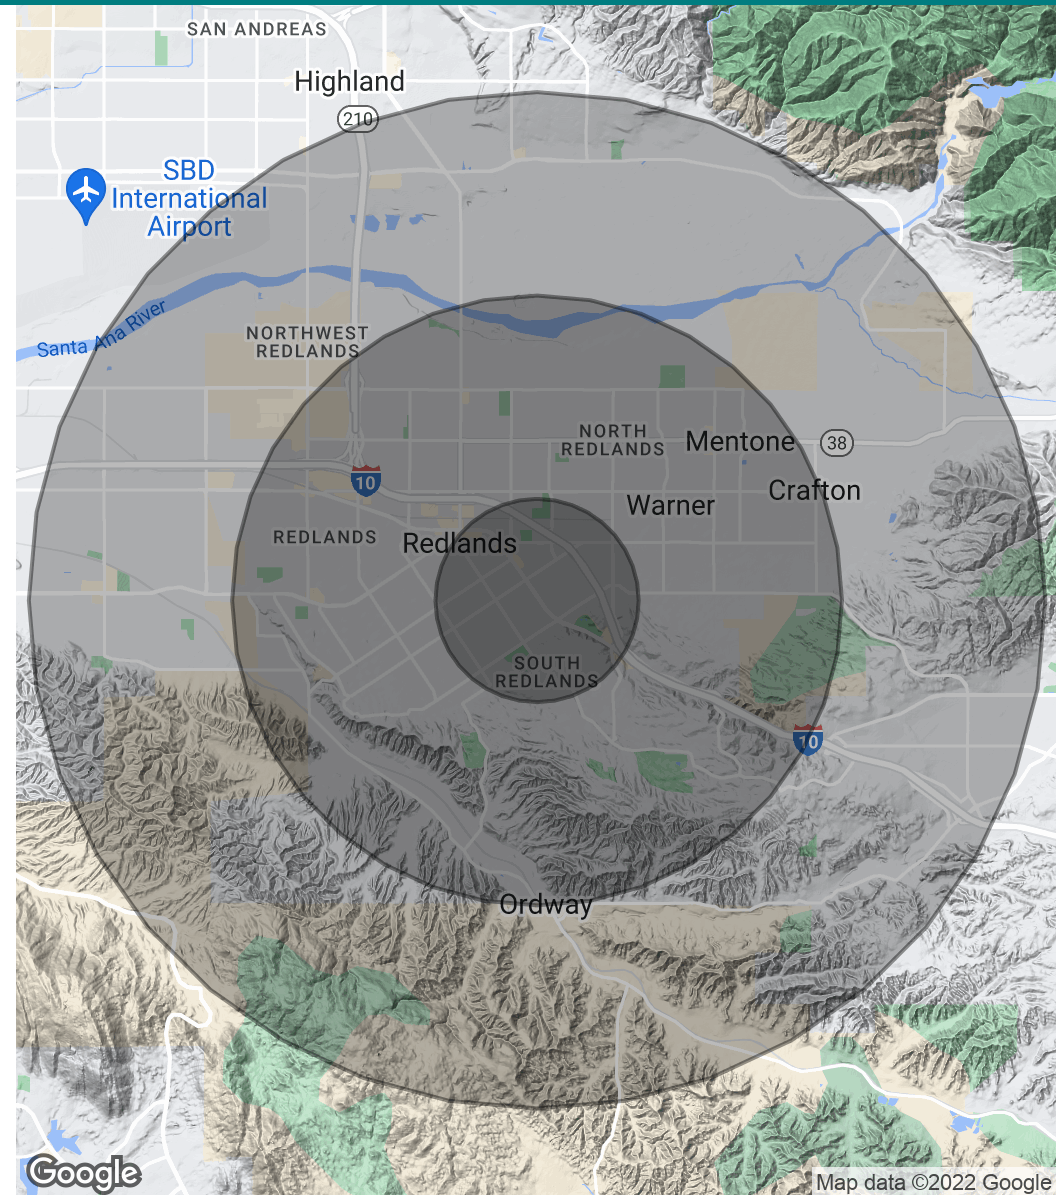 SAN ANDREAS
Highland
210
SBD
International
Airport
Santa Ana River
NORTHWEST
REDLANDS
NORTH
REDLANDS
Mentone
38
10
Crafton
Warner
REDLANDS
Redlands
SOUTH
REDLANDS
10
Ordway
Google
Map data ©2022 Google